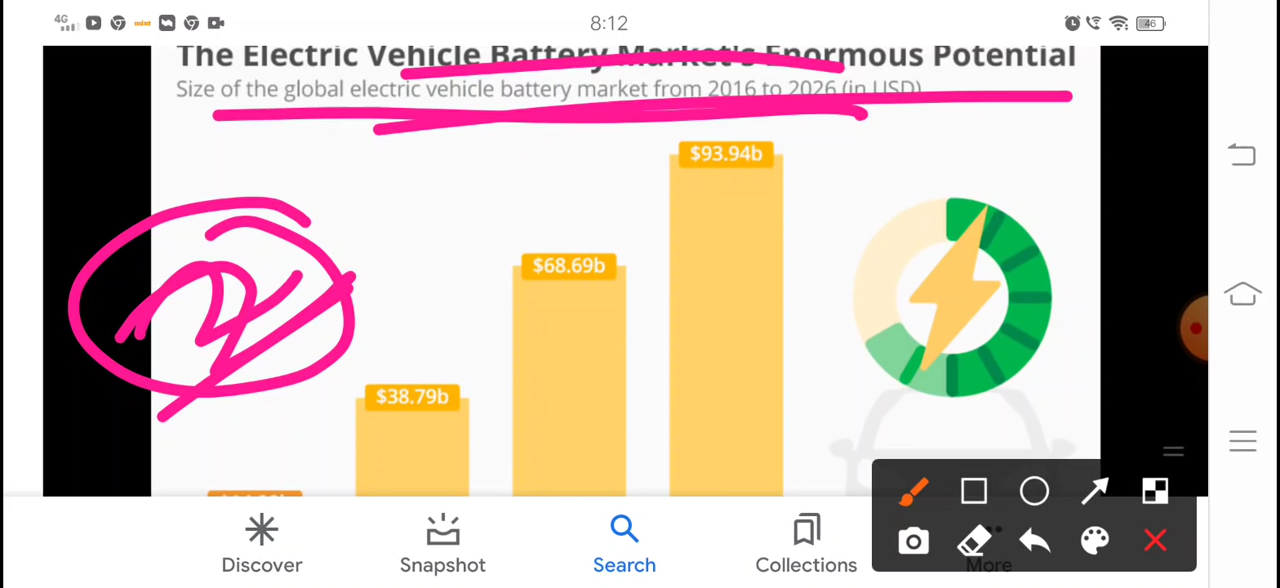 4G
8:12
46
The Electric Vehicle Battery Market's Enormous Potential
Size of the global electric vehicle battery market from 2016 to 2026 (in USD)
$93.94b
$68.69b
$38.79b
Discover
Snapshot
Search
Collections
More